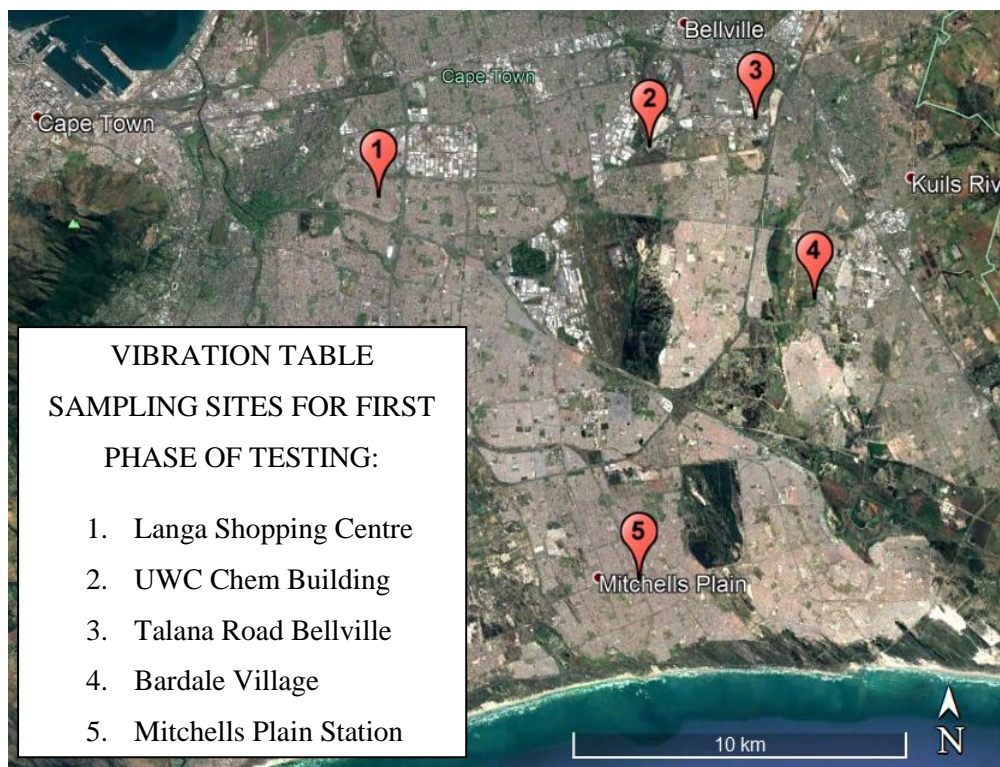 Bellville
3
Cape Town
2
Cape Town
1
Kuils Riv
4
VIBRATION TABLE
SAMPLING SITES FOR FIRST
PHASE OF TESTING:
1. Langa Shopping Centre
2. UWC Chem Building
3. Talana Road Bellville
4. Bardale Village
5. Mitchells Plain Station
5
Mitchells Plain
10 km
N